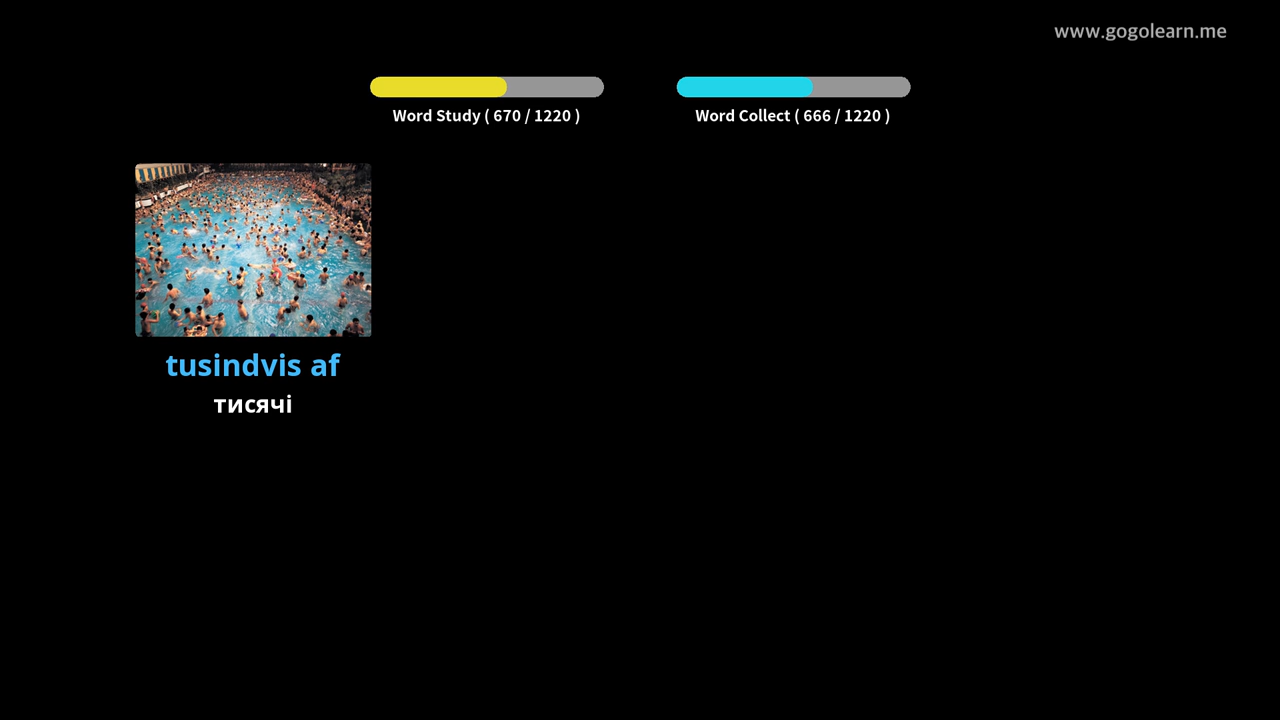 www.gogolearn.me
Word Study ( 670 / 1220 )
Word Collect ( 666 / 1220 )
tusindvis af
тисячі